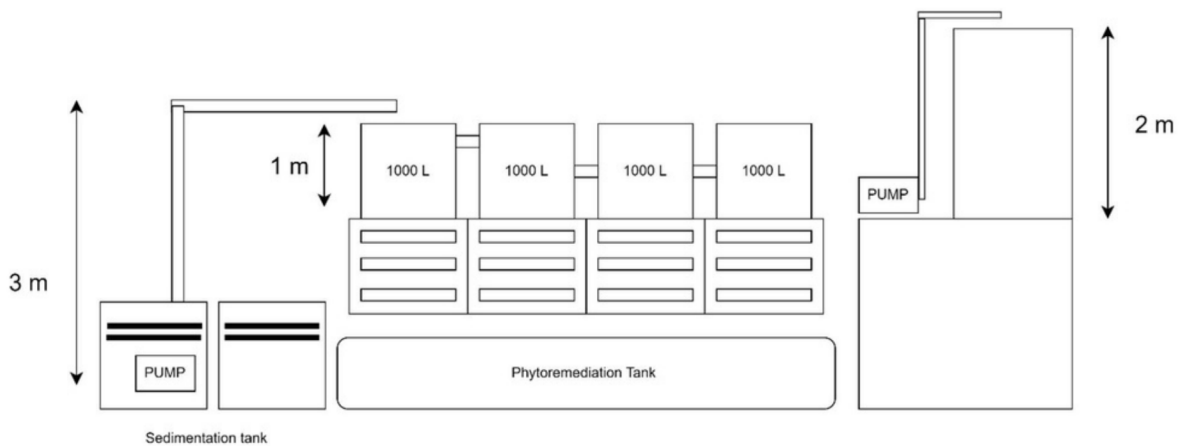 3 m
1 m
1000 L
1000 L
1000 L
1000 L
PUMP
2 m
PUMP
Phytoremediation Tank
Sedimentation tank